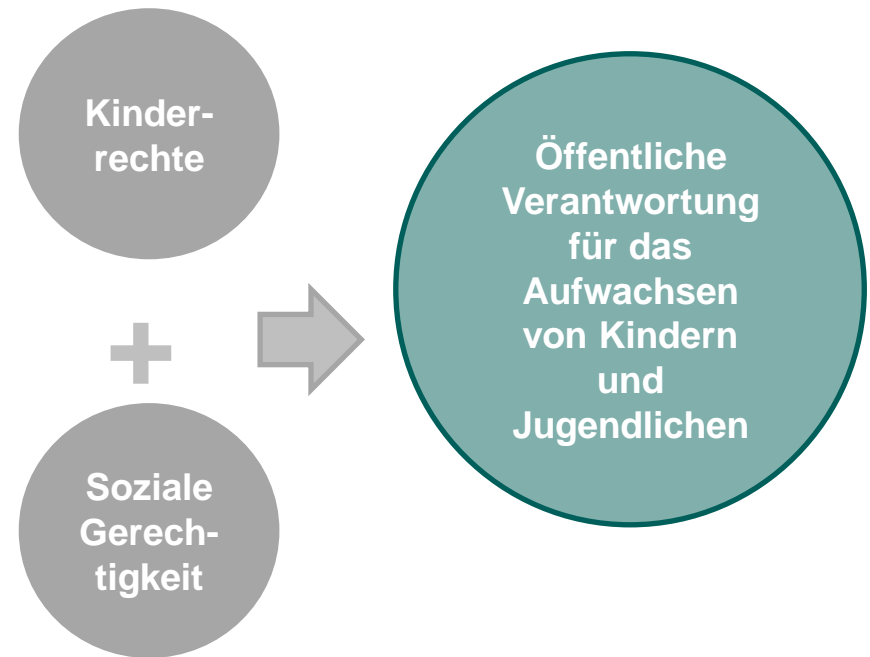 Kinder-
rechte
+
Soziale
Gerech-
tigkeit
Öffentliche
Verantwortung
für das
Aufwachsen
von Kindern
und
Jugendlichen